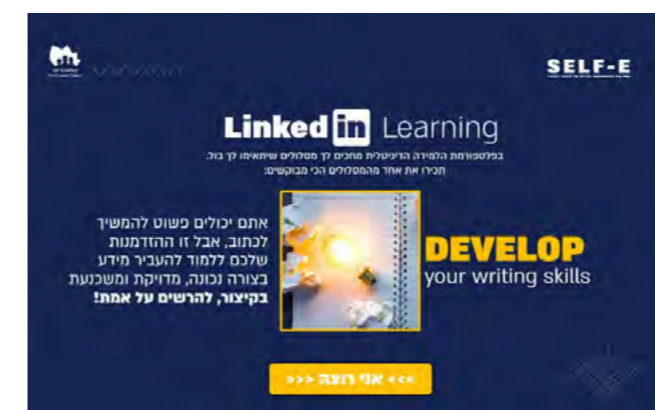 SELF-E
Linked in Learning
בפלטפורמת הלמידה הדיגיטלית מחכים לך מסלולים שיתאימו לך בול.
תכירו את אחד מהמסלולים הכי מבוקשים:
אתם יכולים פשוט להמשיך
לכתוב, אבל זו ההזדמנות
שלכם ללמוד להעביר מידע
בצורה נכונה, מדויקת ומשכנעת
בקיצור, להרשים על אמת!
DEVELOP
your writing skills
>>> אני רוצה <<<